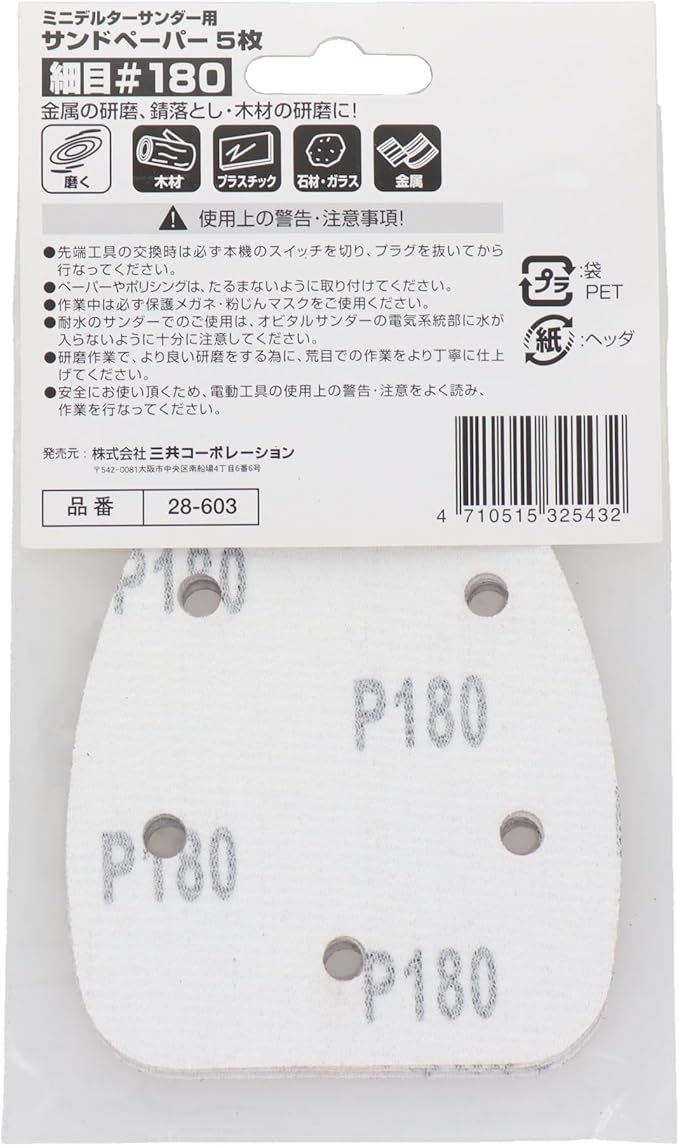 ミニデルターサンダー用
サンドペーパー5枚
細目#180
金属の研磨、錆落とし・木材の研磨に!
磨く
木材
プラスチック
石材・ガラス
金属
使用上の警告・注意事項!
●先端工具の交換時は必ず本機のスイッチを切り、プラグを抜いてから
行なってください。
●ペーパーやポリシングは、たるまないように取り付けてください。
●作業中は必ず保護メガネ・粉じんマスクをご使用ください。
●耐水のサンダーでのご使用は、オビタルサンダーの電気系統部に水が
入らないように十分に注意してください。
●研磨作業で、より良い研磨をする為に、荒目での作業をより丁寧に仕上
げてください。
●安全にお使い頂くため、電動工具の使用上の警告・注意をよく読み、
作業を行なってください。
プラ
:袋
PET
紙
:ヘッダ
発売元:株式会社 三共コーポレーション
〒542-0081大阪市中央区南船場4丁目6番6号
品番
28-603
4 710515 325432
P180
P180
P180
P180